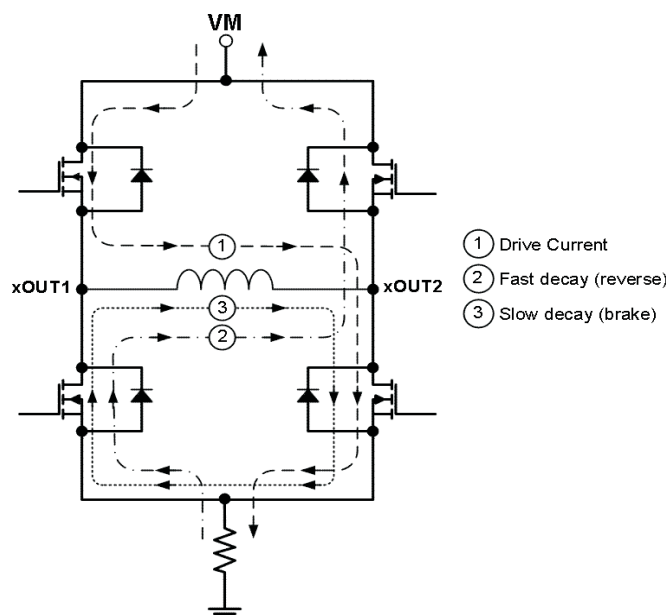 VM
1
xOUT1
xOUT2
3
2
1 Drive Current
2 Fast decay (reverse)
3 Slow decay (brake)